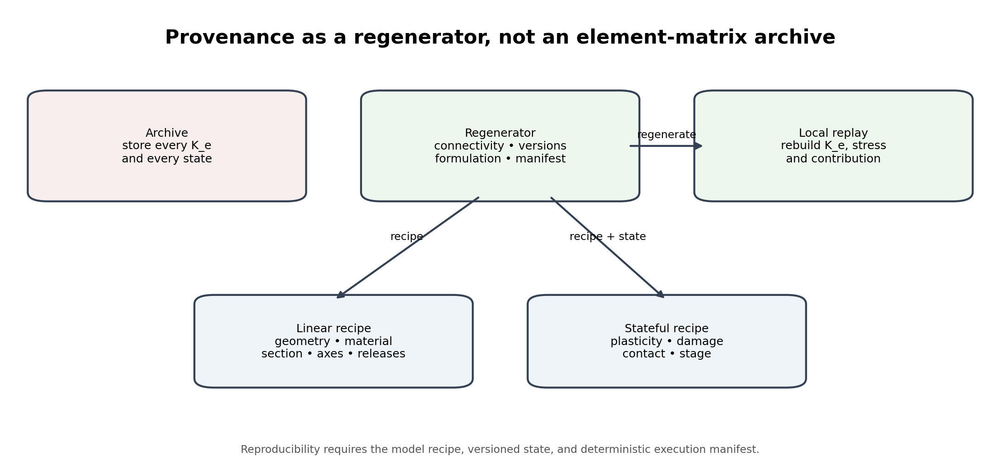 Provenance as a regenerator, not an element-matrix archive
Archive
store every K_e
and every state
Regenerator
connectivity • versions
formulation • manifest
regenerate
Local replay
rebuild K_e, stress
and contribution
recipe
recipe + state
Linear recipe
geometry • material
section • axes • releases
Stateful recipe
plasticity • damage
contact • stage
Reproducibility requires the model recipe, versioned state, and deterministic execution manifest.